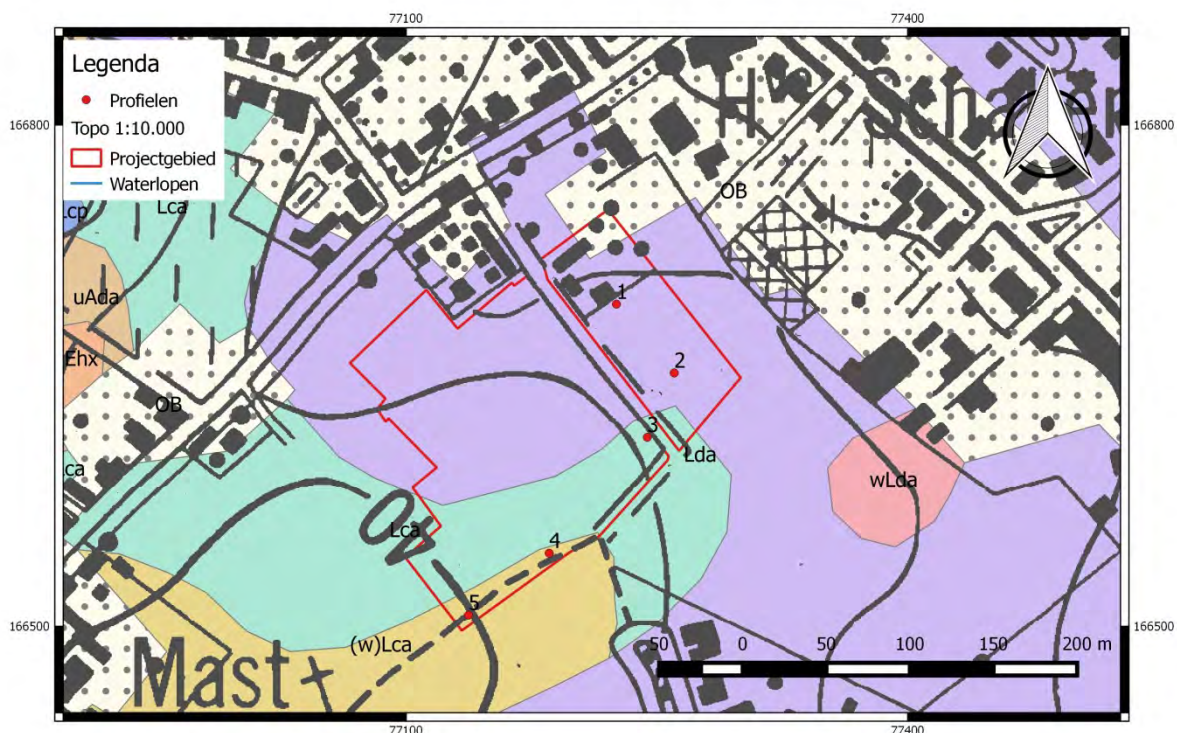 77100
77400
166800
166800
Legenda
Profielen
Topo 1:10.000
Projectgebied
Waterlopen
OB
Lcp
Lca
uAda
1
Ehx
2
OB
3
Lda
ca
wLda
Lca
4
5
166500
166500
(w)Lca
50 0 50 100 150 200 m
Mast
77100
77400